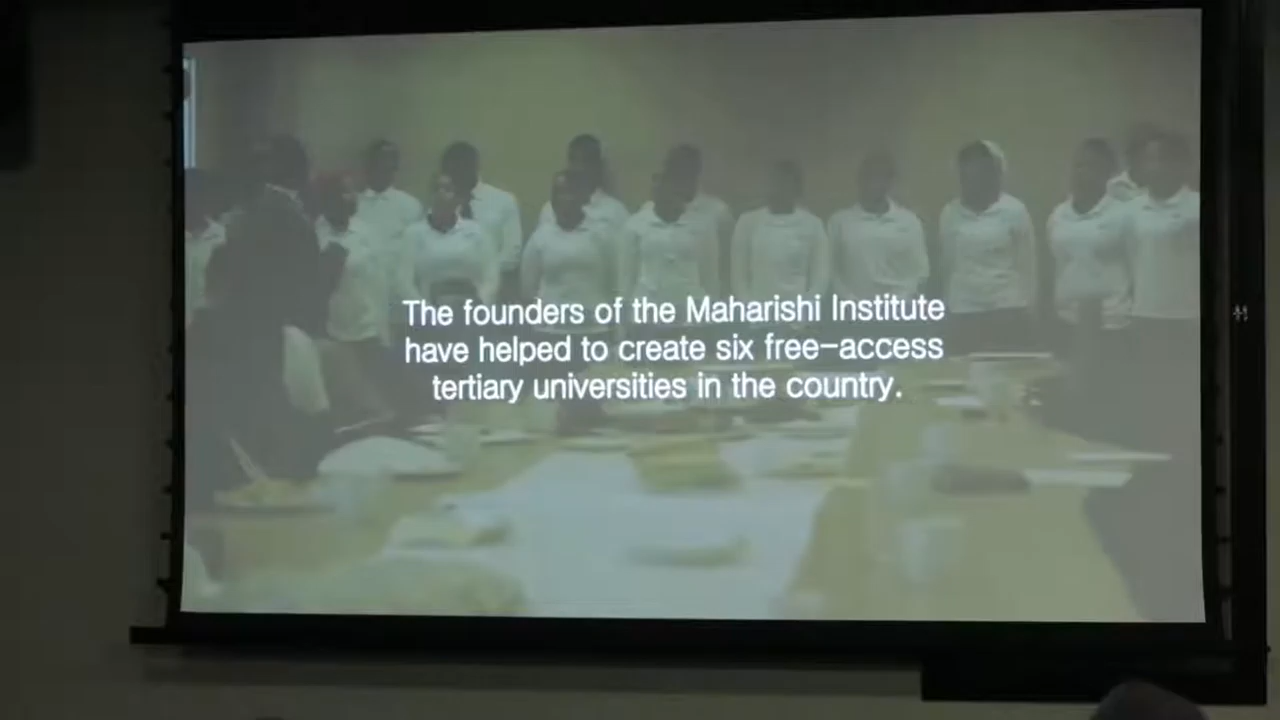 The founders of the Maharishi Institute
have helped to create six free-access
tertiary universities in the country.